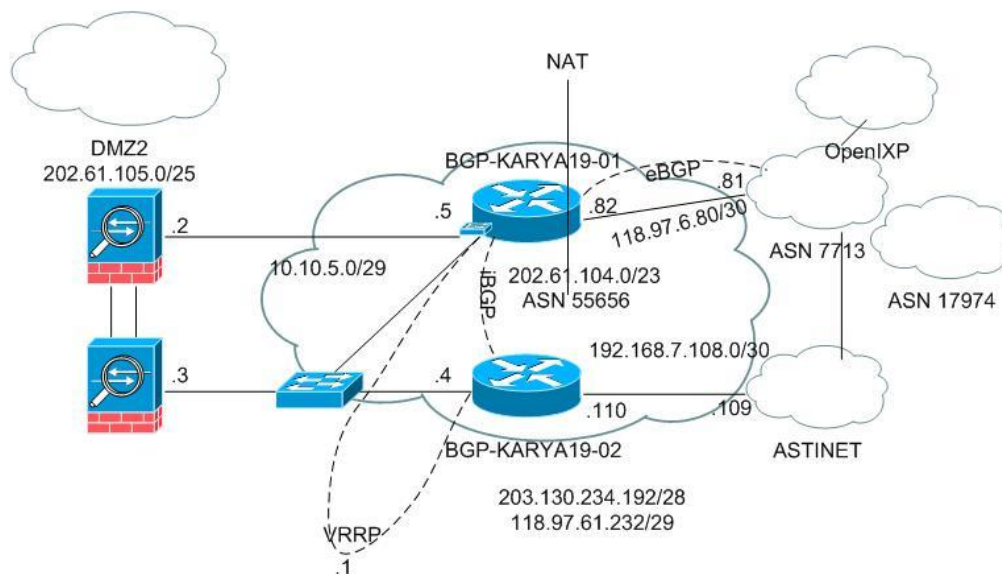 NAT
DMZ2
202.61.105.0/25
BGP-KARYA19-01
OpenIXP
eBGP
.81
.82
118.97.6.80/30
.5
.2
10.10.5.0/29
ASN 7713
202.61.104.0/23
ASN 55656
ASN 17974
iBGP
192.168.7.108.0/30
.3
.4
.110
.109
BGP-KARYA19-02
ASTINET
203.130.234.192/28
118.97.61.232/29
VRRP
.1